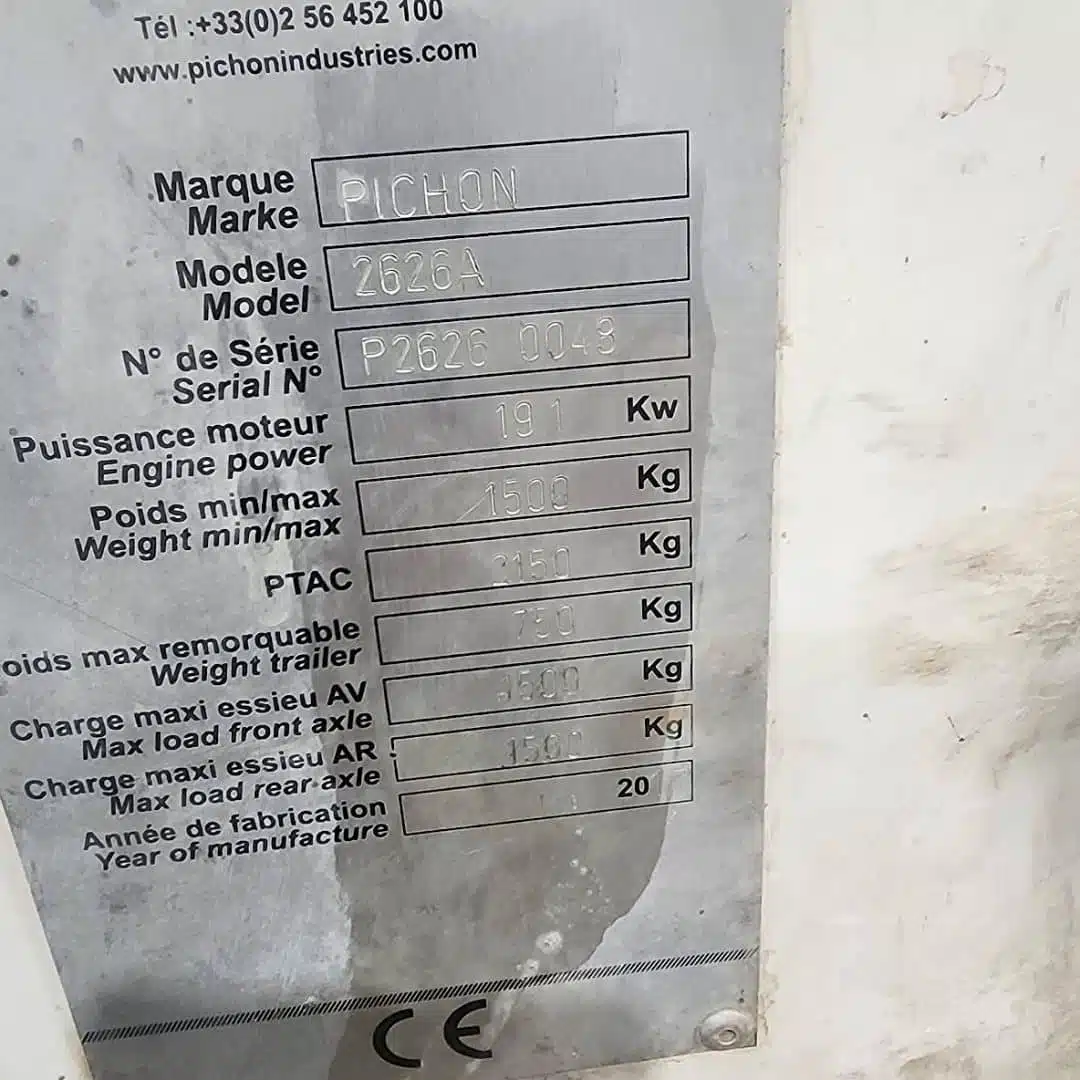 Tél :+33(0)2 56 452 100
www.pichonindustries.com
Marque
Marke
PICHON
Modele
Model
2626A
N° de Série
Serial N°
P2626 0043
Puissance moteur
Engine power
19 1 Kw
Poids min/max
Weight min/max
1500 Kg
PTAC
2150 Kg
oids max remorquable
Weight trailer
750 Kg
Charge maxi essieu AV
Max load front axle
1500 Kg
Charge maxi essieu AR :
Max load rear axle
1500 Kg
Année de fabrication
Year of manufacture
20
CE